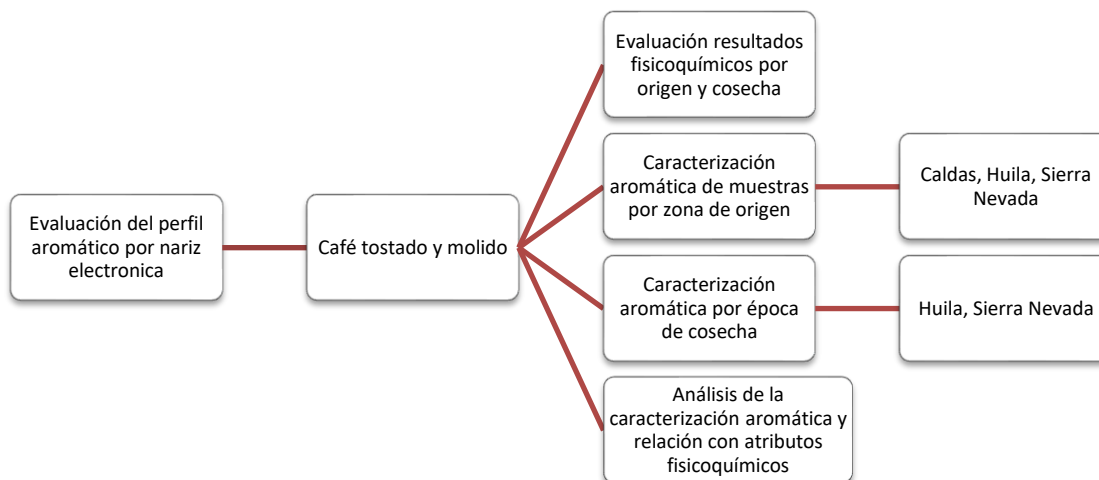 Evaluación del perfil
aromático por nariz
electronica
Café tostado y molido
Evaluación resultados
fisicoquímicos por
origen y cosecha
Caracterización
aromática de muestras
por zona de origen
Caldas, Huila, Sierra
Nevada
Caracterización
aromática por época
de cosecha
Huila, Sierra Nevada
Análisis de la
caracterización aromática y
relación con atributos
fisicoquímicos